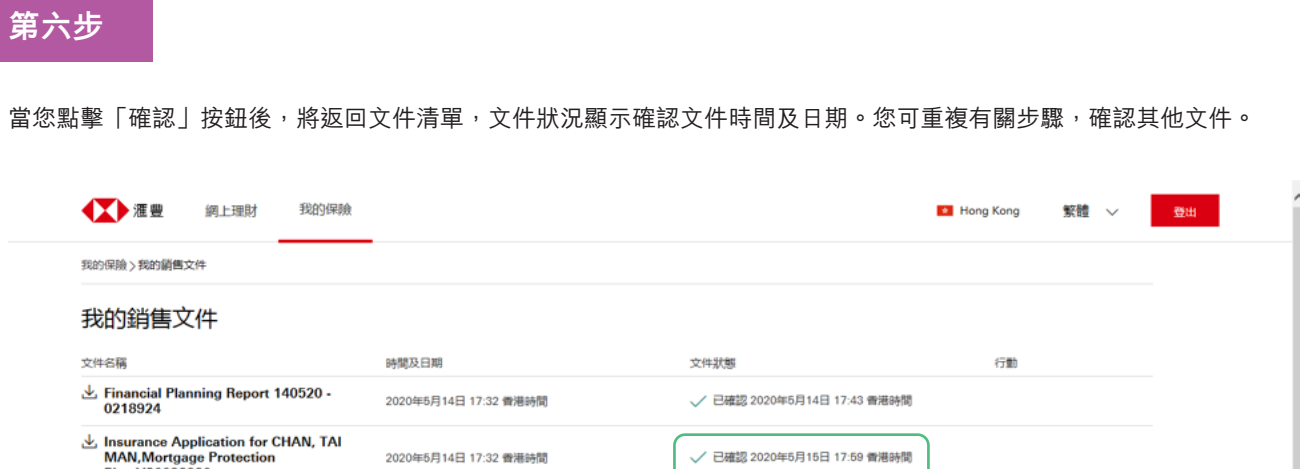 第六步
當您點擊「確認」按鈕後，將返回文件清單，文件狀況顯示確認文件時間及日期。您可重複有關步驟，確認其他文件。
滙豐 網上理財 我的保險 Hong Kong 繁體 登出
我的保險 > 我的銷售文件
我的銷售文件
文件名稱 時間及日期 文件狀態 行動
Financial Planning Report 140520 -
0218924 2020年5月14日 17:32 香港時間 已確認 2020年5月14日 17:43 香港時間
Insurance Application for CHAN, TAI
MAN,Mortgage Protection 2020年5月14日 17:32 香港時間 已確認 2020年5月15日 17:59 香港時間